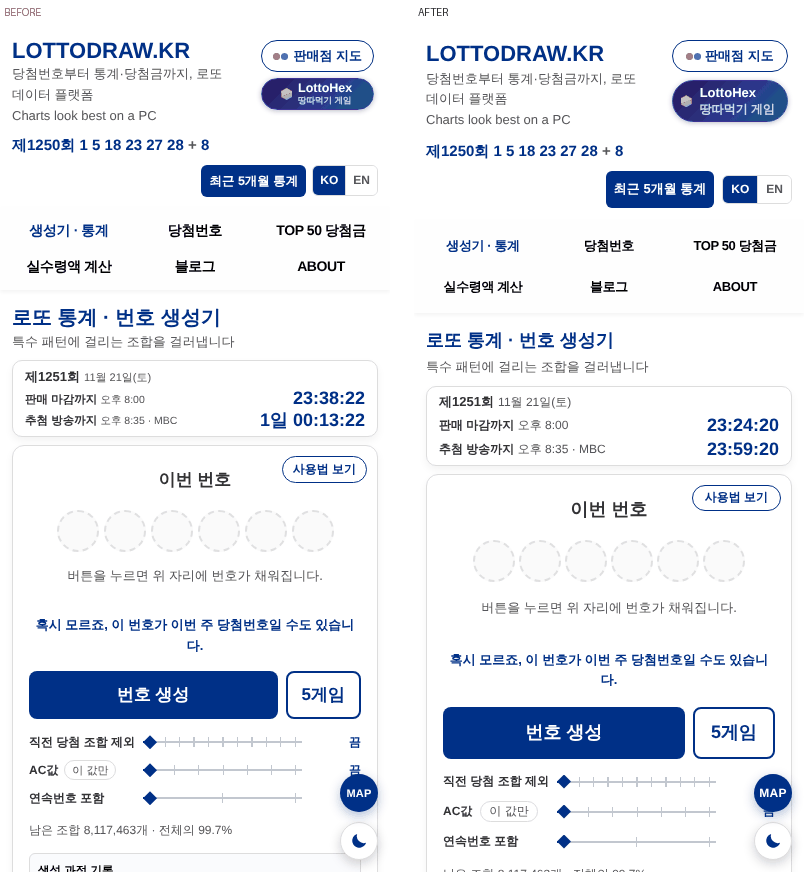 BEFORE
LOTTODRAW.KR
판매점 지도
당첨번호부터 통계·당첨금까지, 로또
데이터 플랫폼
LottoHex
땅따먹기 게임
Charts look best on a PC
제1250회 1 5 18 23 27 28 + 8
최근 5개월 통계
KO EN
생성기 · 통계 당첨번호 TOP 50 당첨금
실수령액 계산 블로그 ABOUT
로또 통계 · 번호 생성기
특수 패턴에 걸리는 조합을 걸러냅니다
제1251회 11월 21일(토)
판매 마감까지 오후 8:00 23:38:22
추첨 방송까지 오후 8:35 · MBC 1일 00:13:22
사용법 보기
이번 번호
버튼을 누르면 위 자리에 번호가 채워집니다.
혹시 모르죠, 이 번호가 이번 주 당첨번호일 수도 있습니
다.
번호 생성 5게임
직전 당첨 조합 제외 끔
AC값 이 값만 끔
연속번호 포함
MAP
남은 조합 8,117,463개 · 전체의 99.7%
생성 과정 기록
AFTER
LOTTODRAW.KR
판매점 지도
당첨번호부터 통계·당첨금까지, 로또
데이터 플랫폼
LottoHex
땅따먹기 게임
Charts look best on a PC
제1250회 1 5 18 23 27 28 + 8
최근 5개월 통계
KO EN
생성기 · 통계 당첨번호 TOP 50 당첨금
실수령액 계산 블로그 ABOUT
로또 통계 · 번호 생성기
특수 패턴에 걸리는 조합을 걸러냅니다
제1251회 11월 21일(토)
판매 마감까지 오후 8:00 23:24:20
추첨 방송까지 오후 8:35 · MBC 23:59:20
사용법 보기
이번 번호
버튼을 누르면 위 자리에 번호가 채워집니다.
혹시 모르죠, 이 번호가 이번 주 당첨번호일 수도 있습니
다.
번호 생성 5게임
직전 당첨 조합 제외
MAP
AC값 이 값만
연속번호 포함
남은 조합 8,117,463개 · 전체의 99.7%